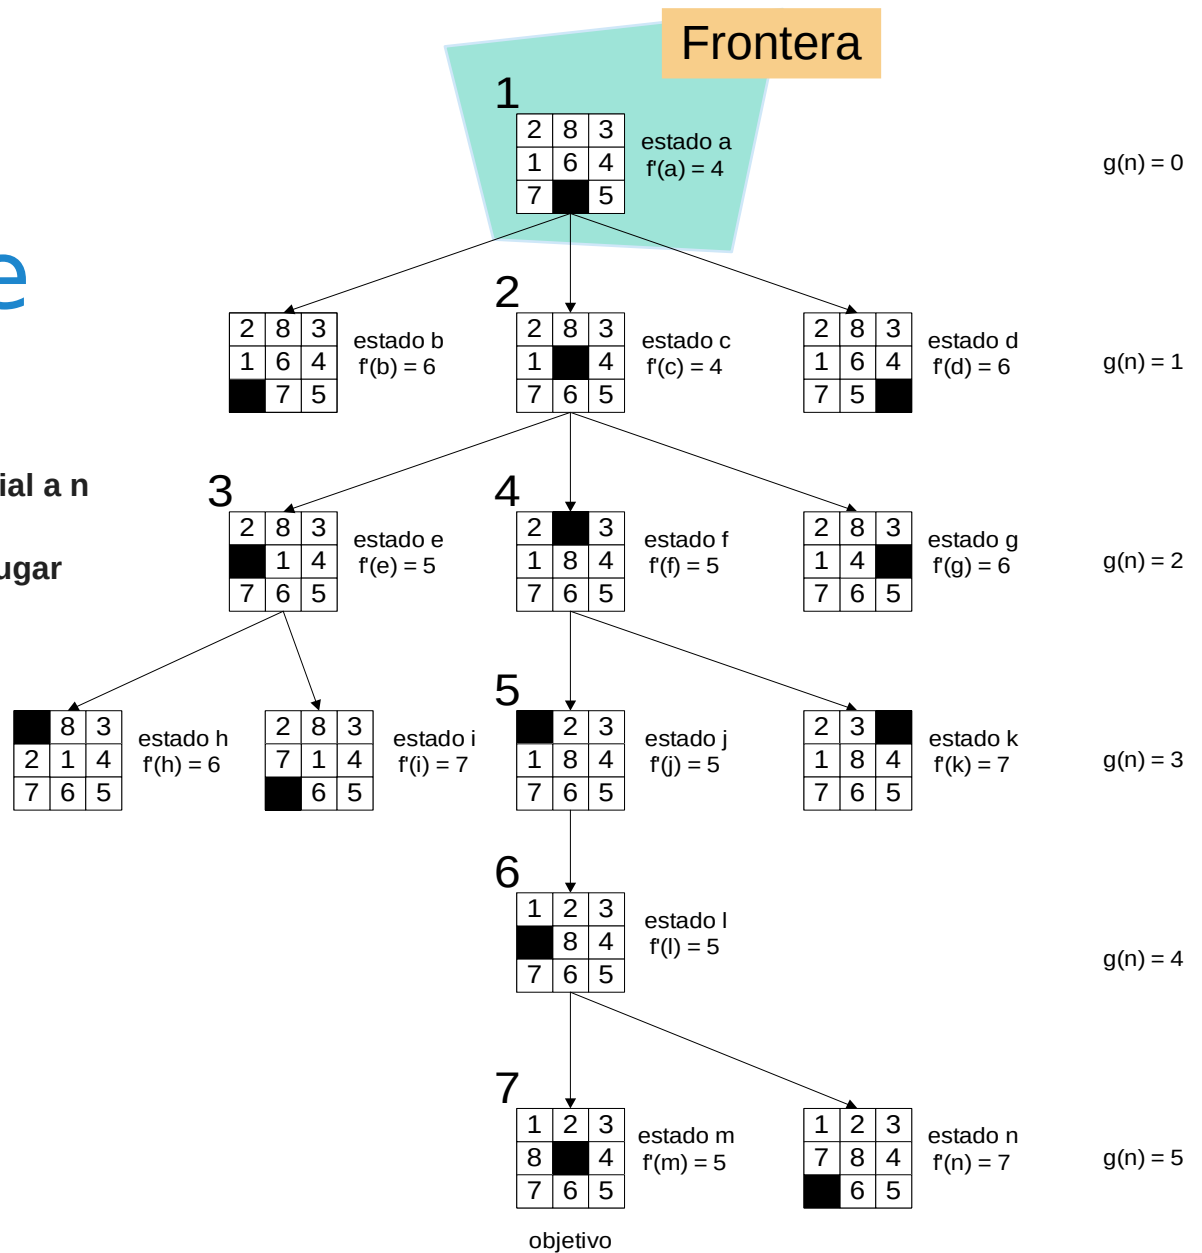 Frontera
1
2 8 3
1 6 4
7 5
estado a
f'(a) = 4
g(n) = 0
e
2 8 3
1 6 4
7 5
estado b
f'(b) = 6
2
2 8 3
1 4
7 6 5
estado c
f'(c) = 4
2 8 3
1 6 4
7 5
estado d
f'(d) = 6
g(n) = 1
ial a n
ugar
3
2 8 3
1 4
7 6 5
estado e
f'(e) = 5
4
2 3
1 8 4
7 6 5
estado f
f'(f) = 5
2 8 3
1 4
7 6 5
estado g
f'(g) = 6
g(n) = 2
8 3
2 1 4
7 6 5
estado h
f'(h) = 6
2 8 3
7 1 4
6 5
estado i
f'(i) = 7
5
2 3
1 8 4
7 6 5
estado j
f'(j) = 5
2 3
1 8 4
7 6 5
estado k
f'(k) = 7
g(n) = 3
6
1 2 3
8 4
7 6 5
estado l
f'(l) = 5
g(n) = 4
7
1 2 3
8 4
7 6 5
estado m
f'(m) = 5
1 2 3
7 8 4
6 5
estado n
f'(n) = 7
g(n) = 5
objetivo